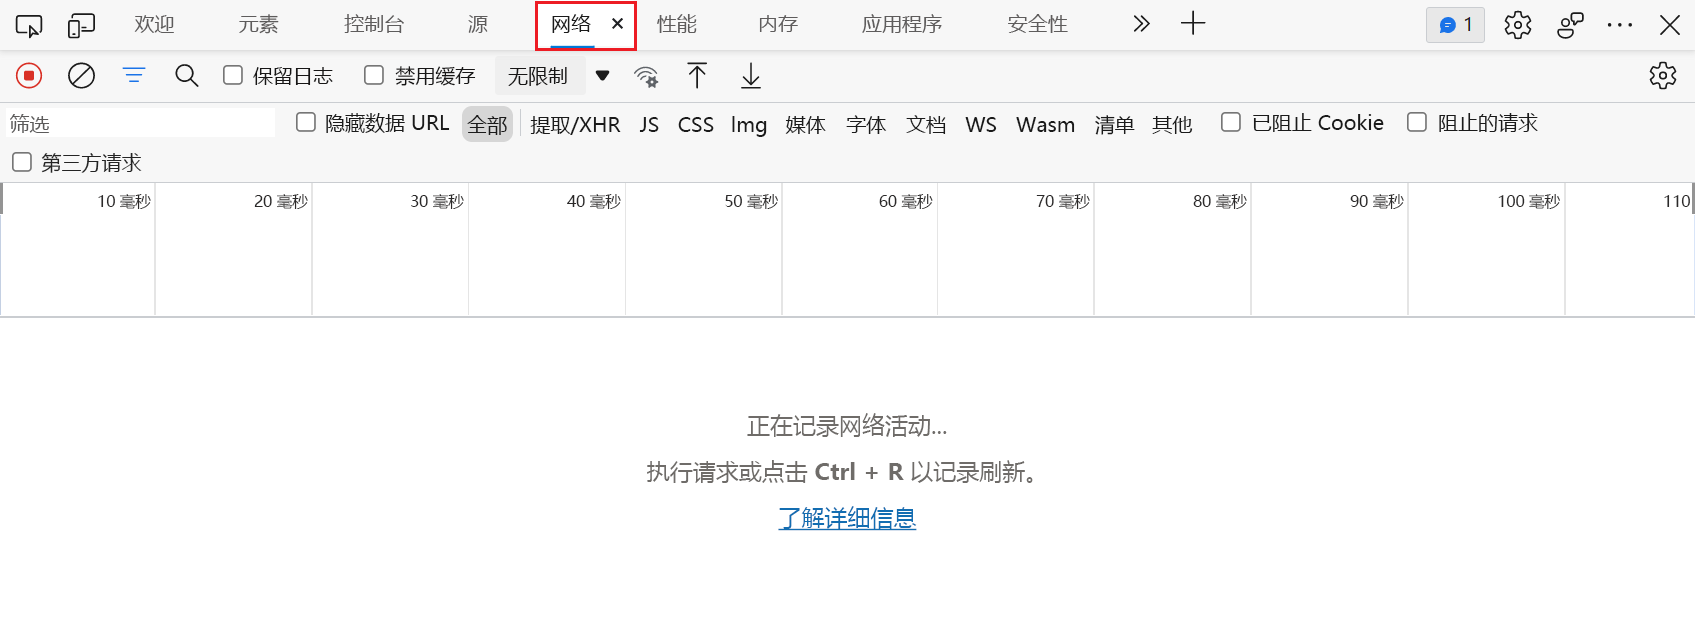 欢迎 元素 控制台 源 网络 × 性能 内存 应用程序 安全性 1
保留日志 禁用缓存 无限制
筛选 隐藏数据 URL 全部 提取/XHR JS CSS Img 媒体 字体 文档 WS Wasm 清单 其他 已阻止 Cookie 阻止的请求
第三方请求
10 毫秒 20 毫秒 30 毫秒 40 毫秒 50 毫秒 60 毫秒 70 毫秒 80 毫秒 90 毫秒 100 毫秒 110
正在记录网络活动...
执行请求或点击 Ctrl + R 以记录刷新。
了解详细信息